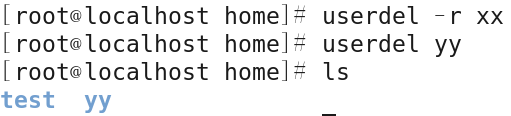 [root@localhost home]# userdel -r xx
[root@localhost home]# userdel yy
[root@localhost home]# ls
test  yy